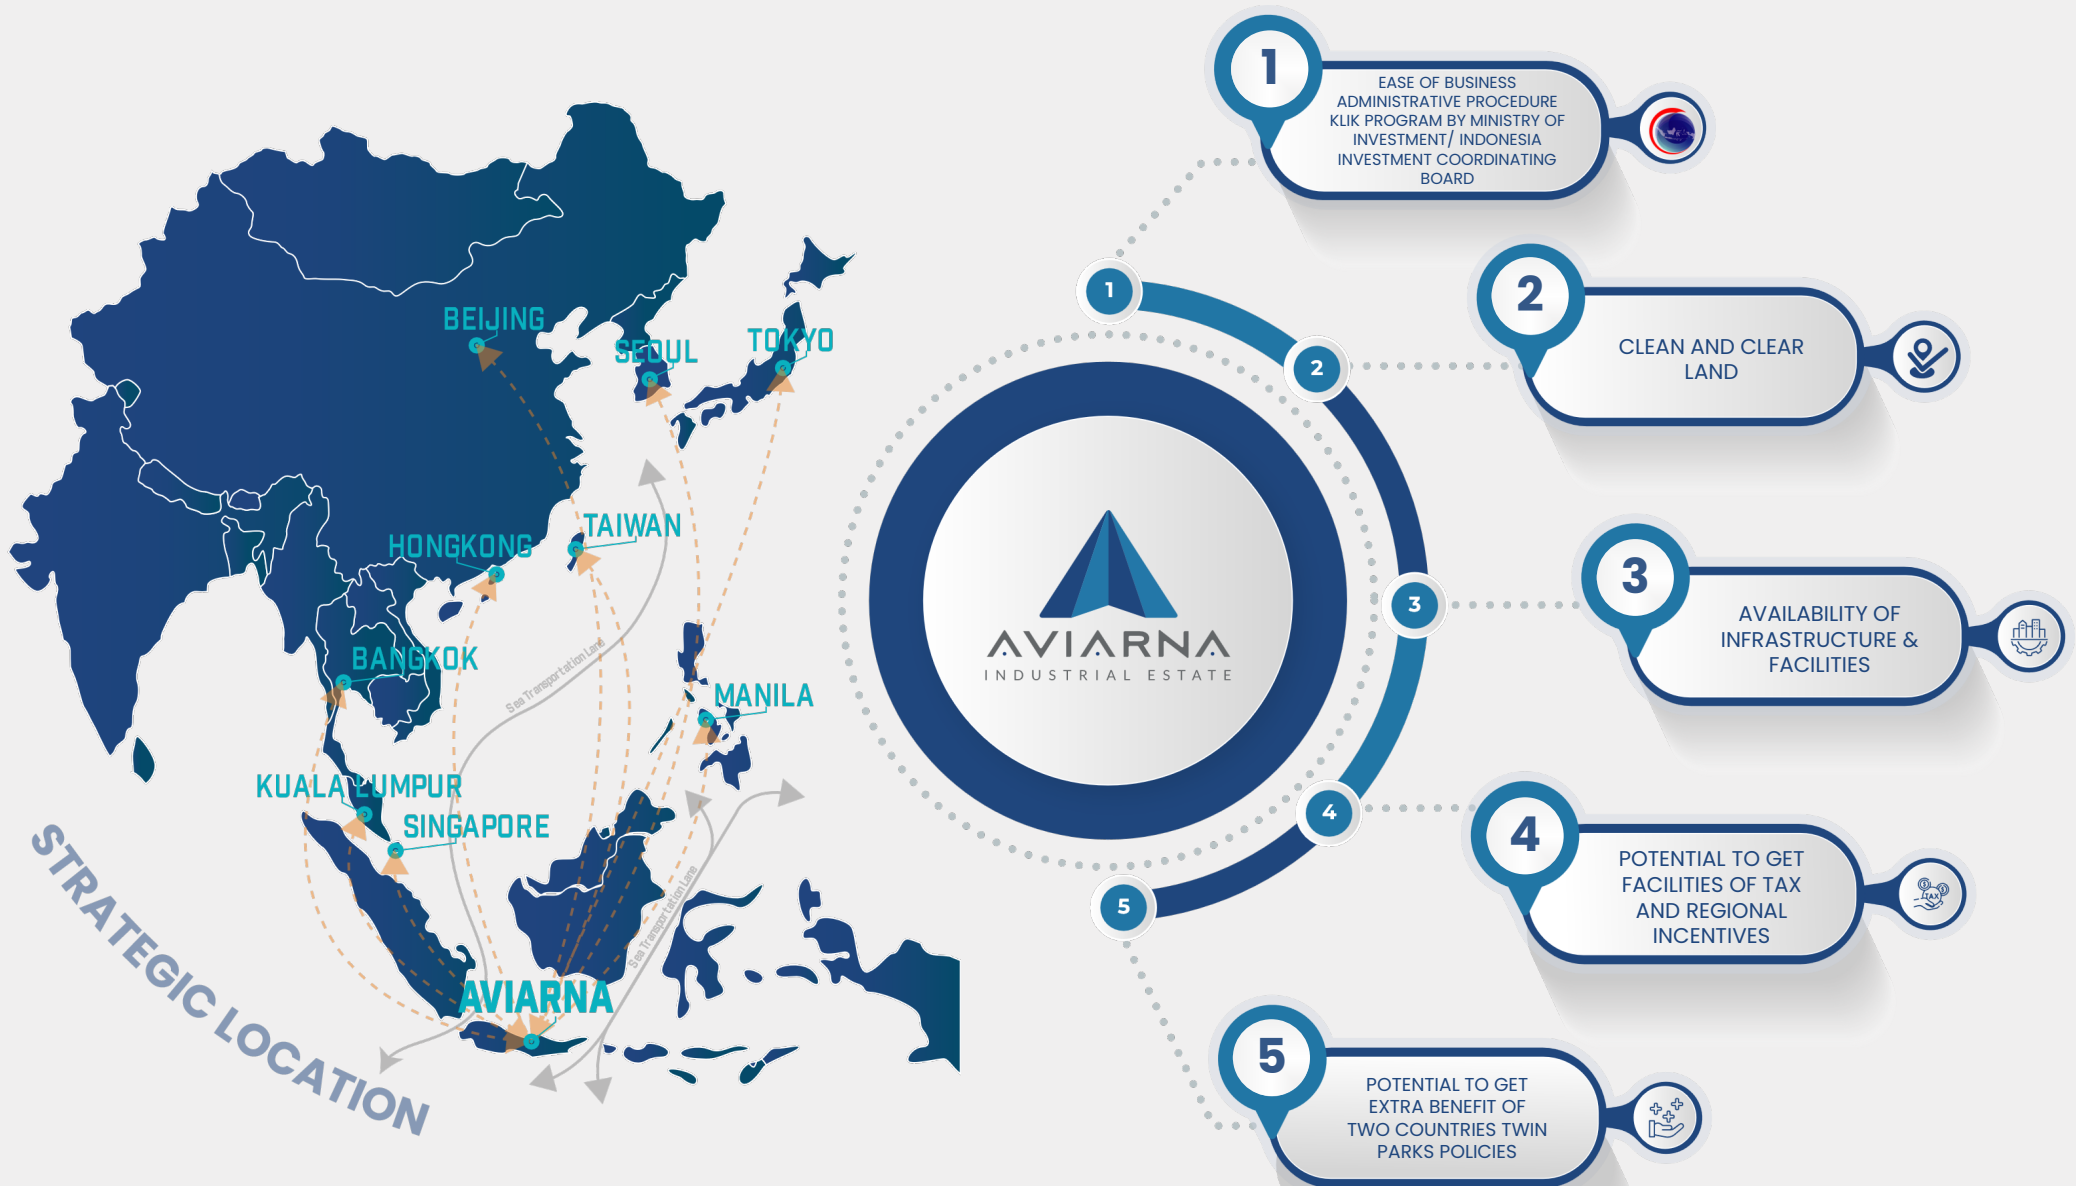 BEIJING
SEOUL
TOKYO
TAIWAN
HONGKONG
BANGKOK
MANILA
KUALA LUMPUR
SINGAPORE
AVIARNA
Sea Transportation Lane
Sea Transportation Lane
STRATEGIC LOCATION
AVIARNA
INDUSTRIAL ESTATE
1
2
3
4
5
1
EASE OF BUSINESS
ADMINISTRATIVE PROCEDURE
KLIK PROGRAM BY MINISTRY OF
INVESTMENT/ INDONESIA
INVESTMENT COORDINATING
BOARD
2
CLEAN AND CLEAR
LAND
3
AVAILABILITY OF
INFRASTRUCTURE &
FACILITIES
4
POTENTIAL TO GET
FACILITIES OF TAX
AND REGIONAL
INCENTIVES
TAX
5
POTENTIAL TO GET
EXTRA BENEFIT OF
TWO COUNTRIES TWIN
PARKS POLICIES